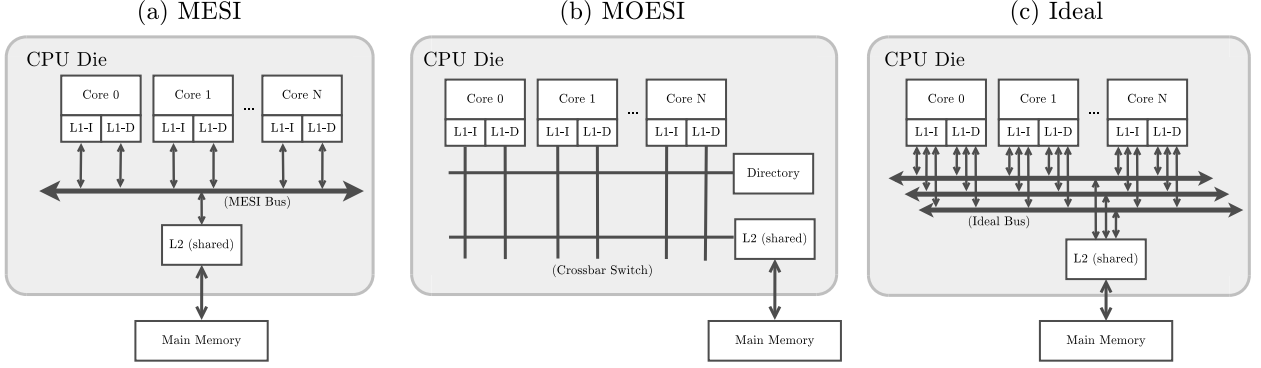 (a) MESI
CPU Die
Core 0
Core 1
...
Core N
L1-I
L1-D
L1-I
L1-D
L1-I
L1-D
(MESI Bus)
L2 (shared)
Main Memory
(b) MOESI
CPU Die
Core 0
Core 1
...
Core N
L1-I
L1-D
L1-I
L1-D
L1-I
L1-D
Directory
L2 (shared)
(Crossbar Switch)
Main Memory
(c) Ideal
CPU Die
Core 0
Core 1
...
Core N
L1-I
L1-D
L1-I
L1-D
L1-I
L1-D
(Ideal Bus)
L2 (shared)
Main Memory